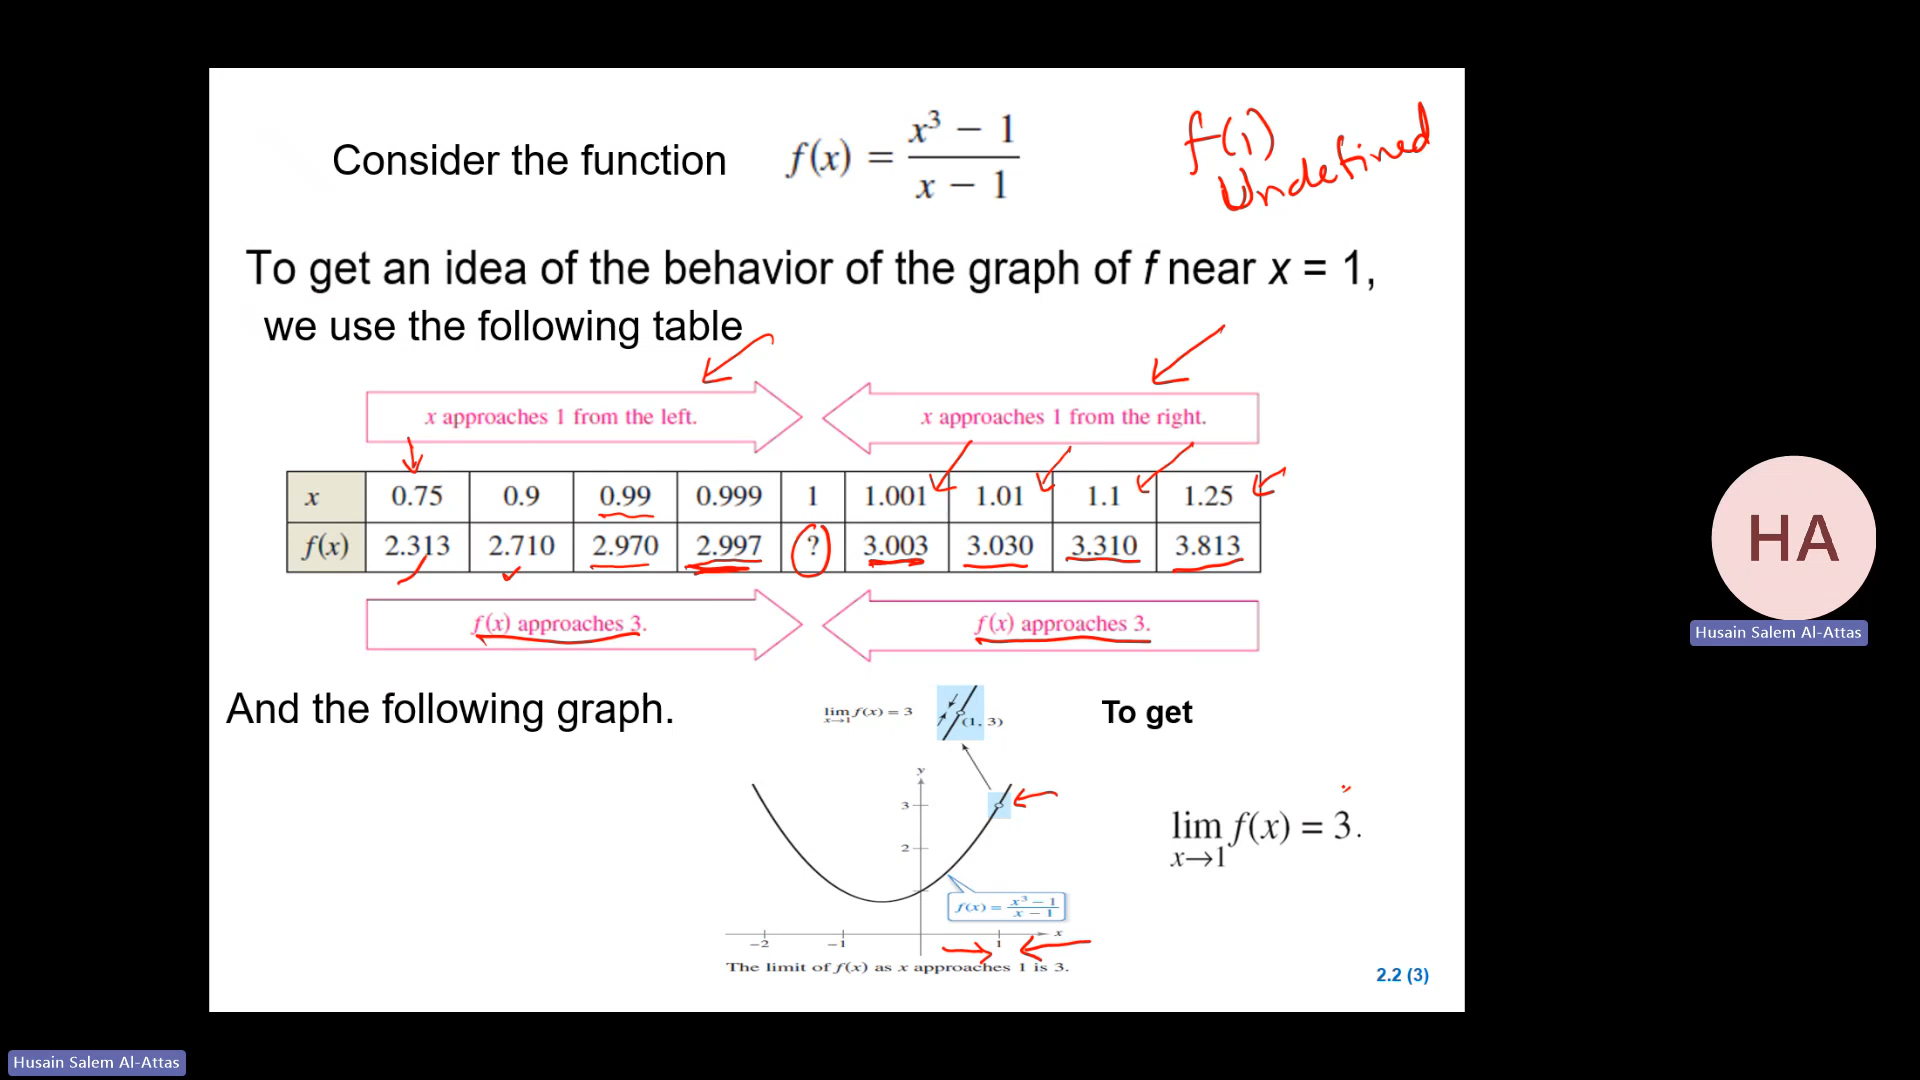 Consider the function f(x) = (x³ − 1)/(x − 1)
f(1)
Undefined
To get an idea of the behavior of the graph of f near x = 1,
we use the following table
x approaches 1 from the left. x approaches 1 from the right.
x 0.75 0.9 0.99 0.999 1 1.001 1.01 1.1 1.25
f(x) 2.313 2.710 2.970 2.997 ? 3.003 3.030 3.310 3.813
f(x) approaches 3. f(x) approaches 3.
And the following graph.
lim x→1 f(x) = 3
(1, 3)
To get
y
3
2
lim x→1 f(x) = 3.
f(x) = (x³ − 1)/(x − 1)
x
−2 −1 1
The limit of f(x) as x approaches 1 is 3.
2.2 (3)
HA
Husain Salem Al-Attas
Husain Salem Al-Attas